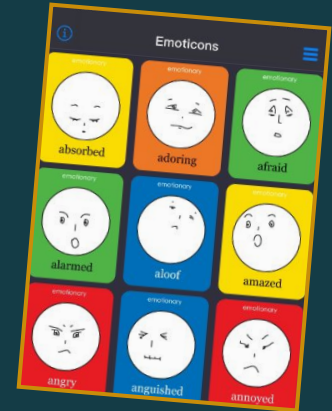 Emoticons
emotionary
absorbed
emotionary
adoring
emotionary
afraid
emotionary
alarmed
emotionary
aloof
emotionary
amazed
emotionary
angry
emotionary
anguished
emotionary
annoyed